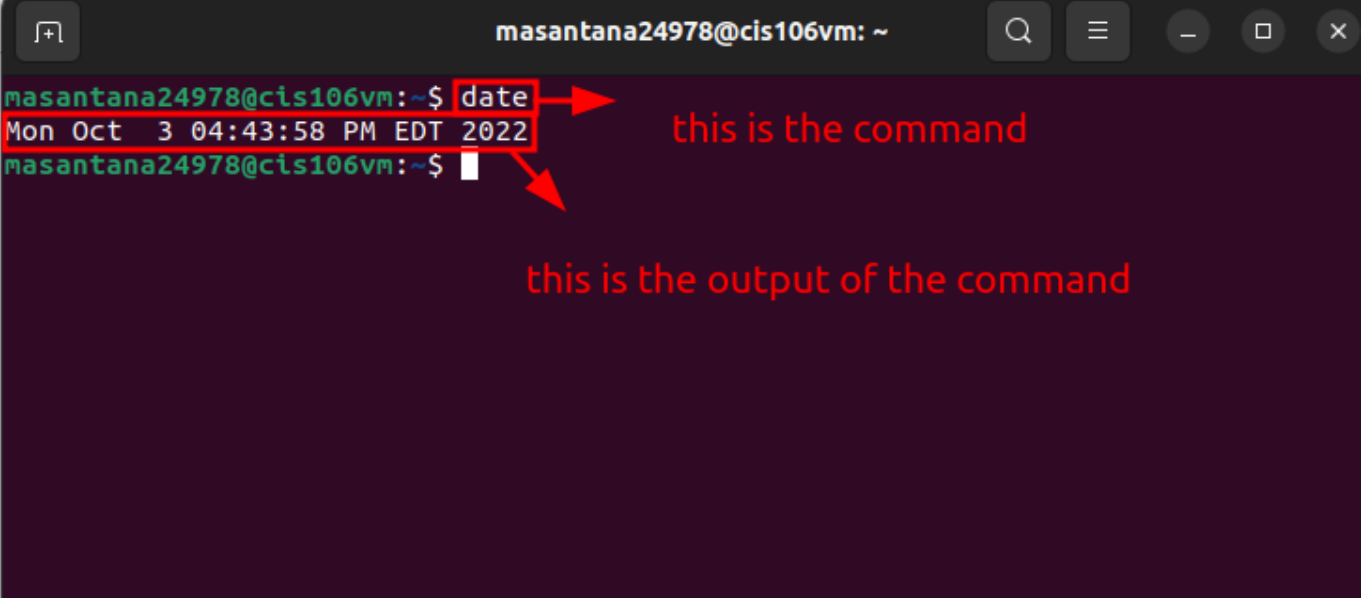 masantana24978@cis106vm: ~
masantana24978@cis106vm:~$ date
this is the command
Mon Oct  3 04:43:58 PM EDT 2022
masantana24978@cis106vm:~$
this is the output of the command